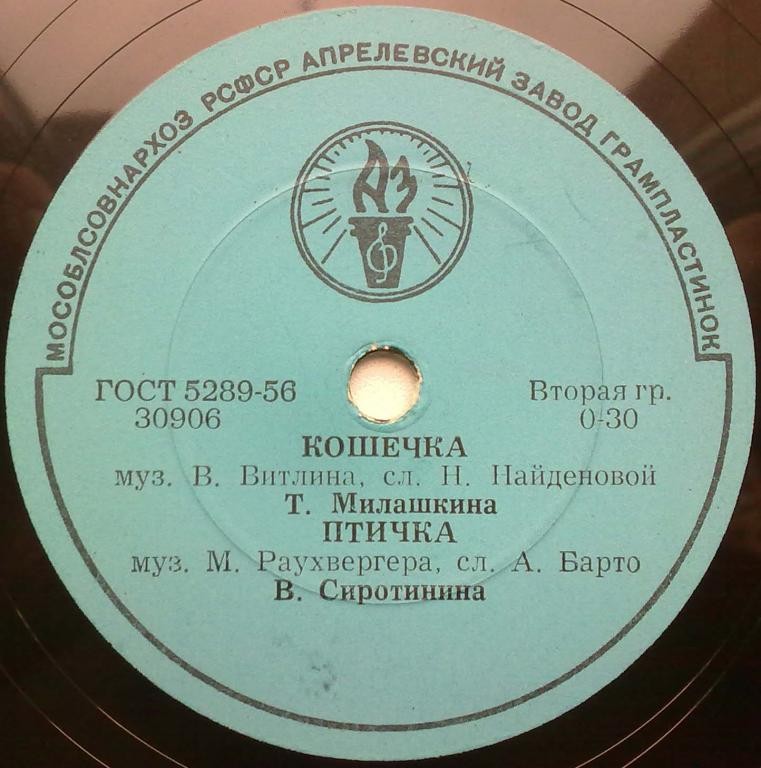 МОСОБЛСОВНАРХОЗ РСФСР АПРЕЛЕВСКИЙ ЗАВОД ГРАМПЛАСТИНОК
АЗ
ГОСТ 5289-56 Вторая гр.
30906 0-30
КОШЕЧКА
муз. В. Витлина, сл. Н. Найденовой
Т. Милашкина
ПТИЧКА
муз. М. Раухвергера, сл. А. Барто
В. Сиротинина